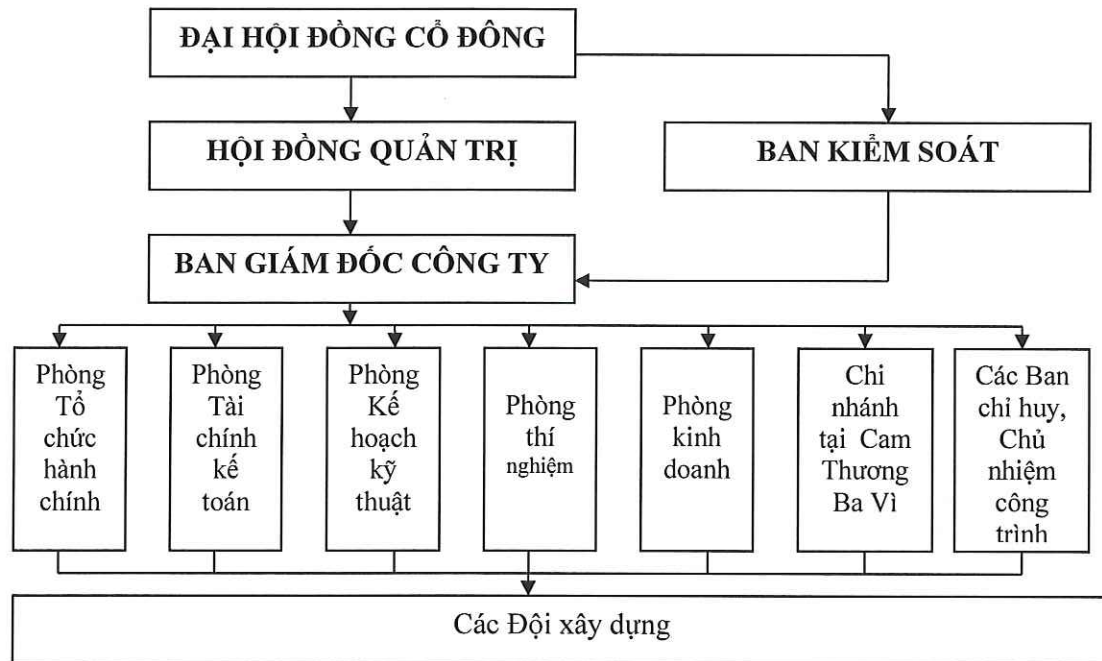 ĐẠI HỘI ĐỒNG CỔ ĐÔNG
HỘI ĐỒNG QUẢN TRỊ
BAN KIỂM SOÁT
BAN GIÁM ĐỐC CÔNG TY
Phòng
Tổ
chức
hành
chính
Phòng
Tài
chính
kế
toán
Phòng
Kế
hoạch
kỹ
thuật
Phòng
thí
nghiệm
Phòng
kinh
doanh
Chi
nhánh
tại Cam
Thương
Ba Vì
Các Ban
chỉ huy,
Chủ
nhiệm
công
trình
Các Đội xây dựng